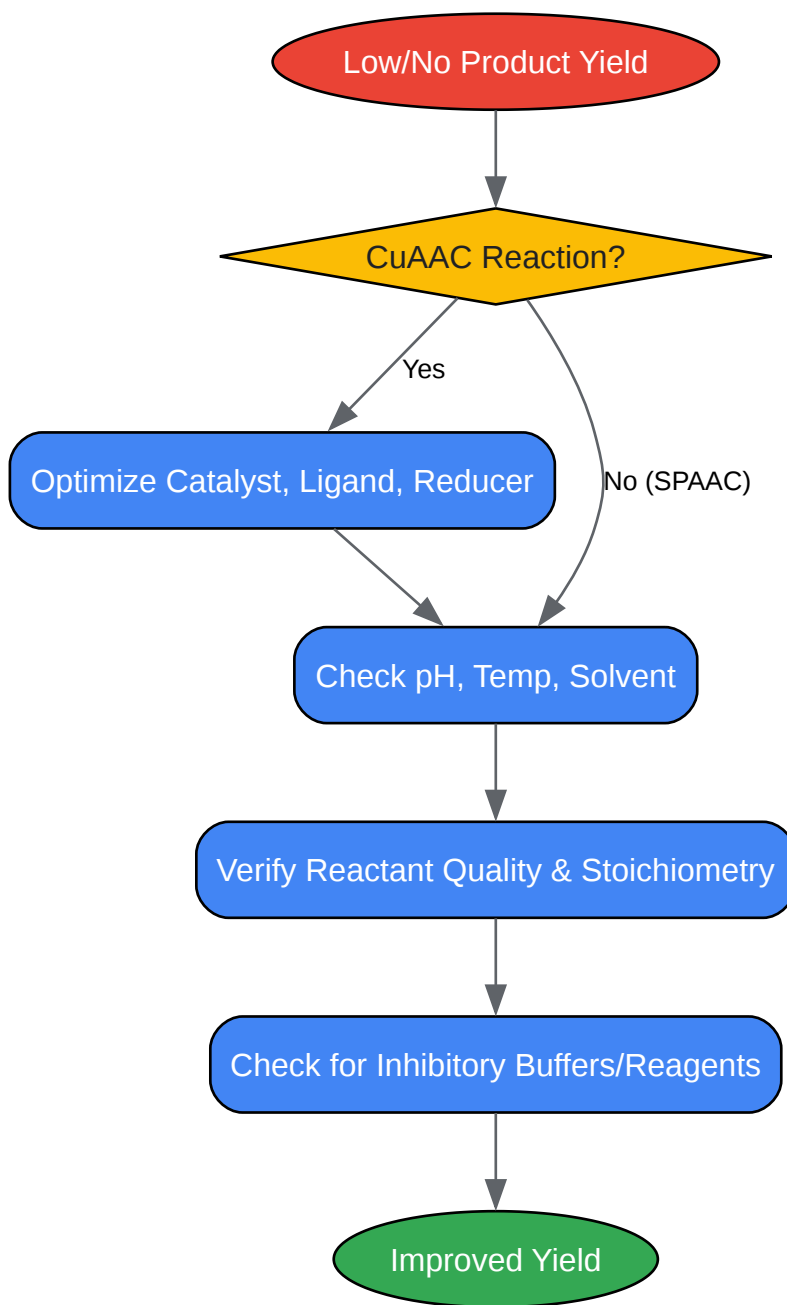 Low/No Product Yield
CuAAC Reaction?
Yes
Optimize Catalyst, Ligand, Reducer
No (SPAAC)
Check pH, Temp, Solvent
Verify Reactant Quality & Stoichiometry
Check for Inhibitory Buffers/Reagents
Improved Yield